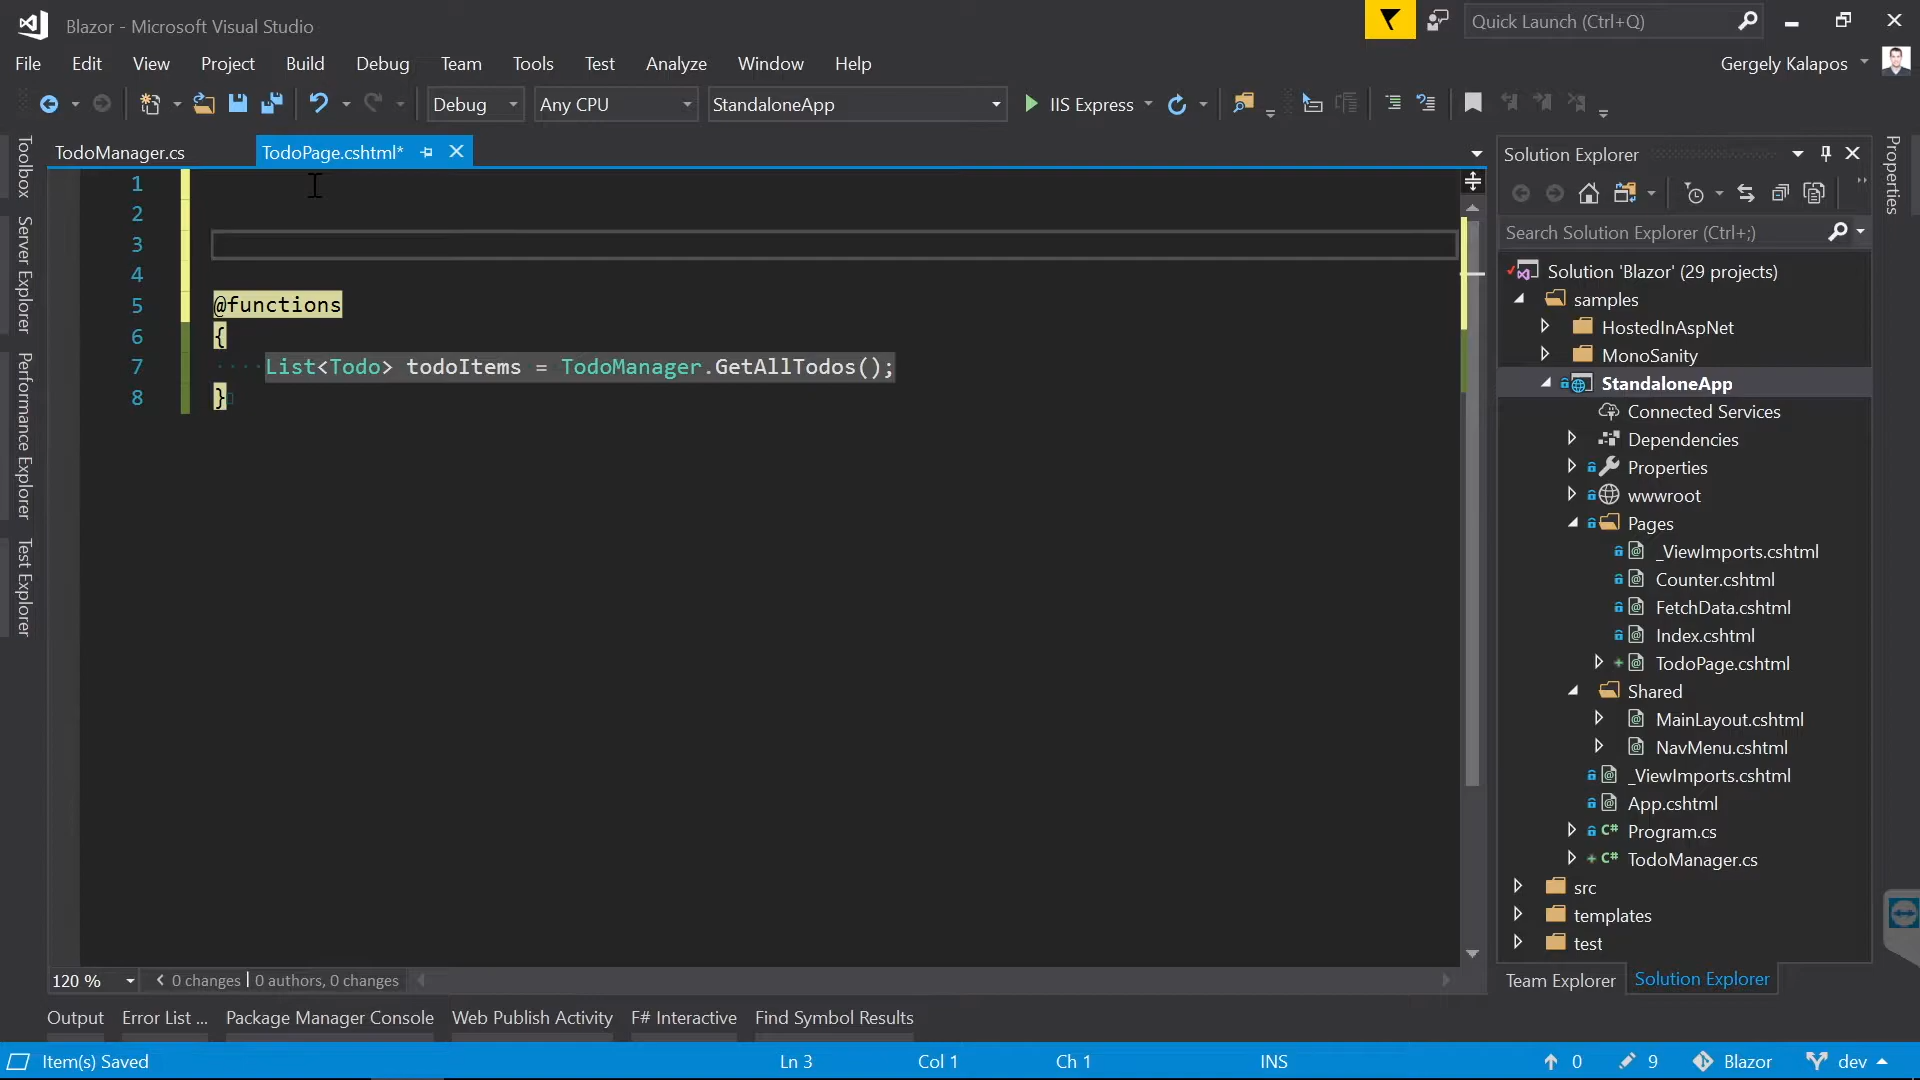 Blazor - Microsoft Visual Studio
Quick Launch (Ctrl+Q)
File Edit View Project Build Debug Team Tools Test Analyze Window Help
Gergely Kalapos
Debug Any CPU StandaloneApp IIS Express
TodoManager.cs TodoPage.cshtml*
Toolbox
Server Explorer
Performance Explorer
Test Explorer
1
2
3
4
5 @functions
6 {
7 List<Todo> todoItems = TodoManager.GetAllTodos();
8 }
120 % 0 changes | 0 authors, 0 changes
Solution Explorer
Search Solution Explorer (Ctrl+;)
Solution 'Blazor' (29 projects)
samples
HostedInAspNet
MonoSanity
StandaloneApp
Connected Services
Dependencies
Properties
wwwroot
Pages
_ViewImports.cshtml
Counter.cshtml
FetchData.cshtml
Index.cshtml
TodoPage.cshtml
Shared
MainLayout.cshtml
NavMenu.cshtml
_ViewImports.cshtml
App.cshtml
C# Program.cs
C# TodoManager.cs
src
templates
test
Team Explorer Solution Explorer
Properties
Output Error List ... Package Manager Console Web Publish Activity F# Interactive Find Symbol Results
Item(s) Saved Ln 3 Col 1 Ch 1 INS 0 9 Blazor dev